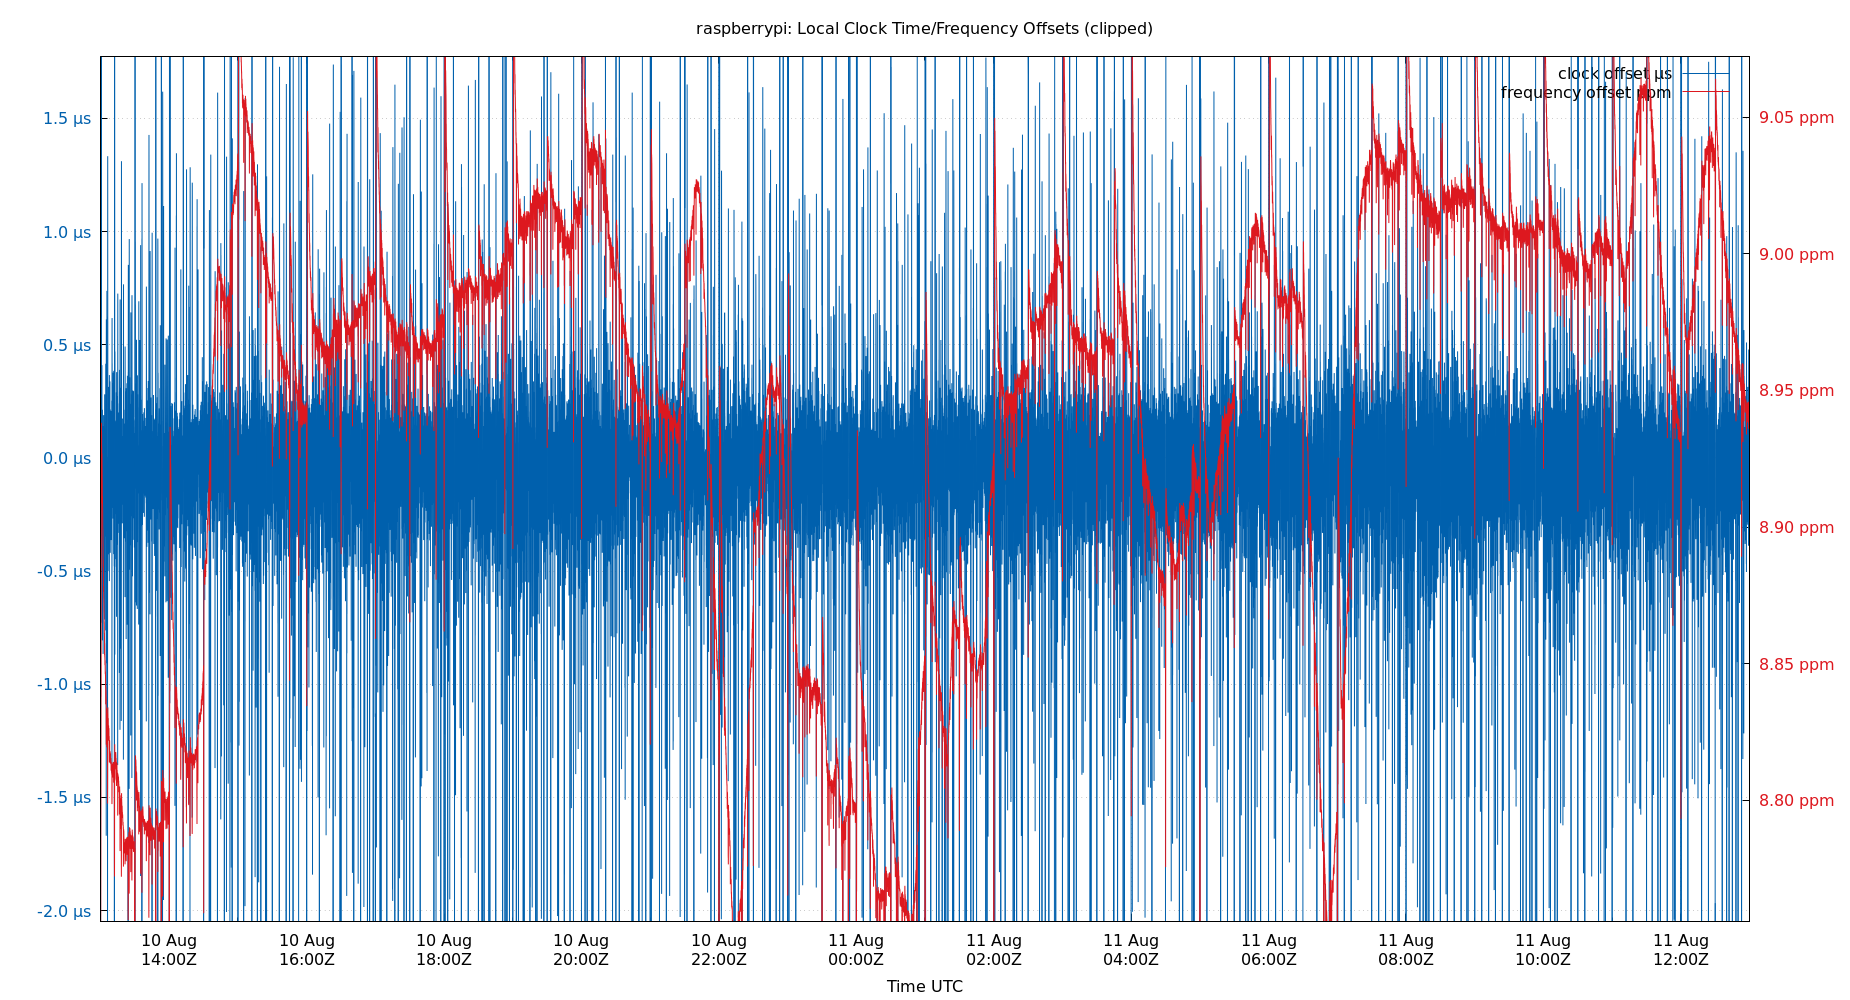 raspberrypi: Local Clock Time/Frequency Offsets (clipped)
clock offset µs
frequency offset ppm
1.5 µs
1.0 µs
0.5 µs
0.0 µs
-0.5 µs
-1.0 µs
-1.5 µs
-2.0 µs
9.05 ppm
9.00 ppm
8.95 ppm
8.90 ppm
8.85 ppm
8.80 ppm
10 Aug 10 Aug 10 Aug 10 Aug 10 Aug 11 Aug 11 Aug 11 Aug 11 Aug 11 Aug 11 Aug 11 Aug
14:00Z 16:00Z 18:00Z 20:00Z 22:00Z 00:00Z 02:00Z 04:00Z 06:00Z 08:00Z 10:00Z 12:00Z
Time UTC